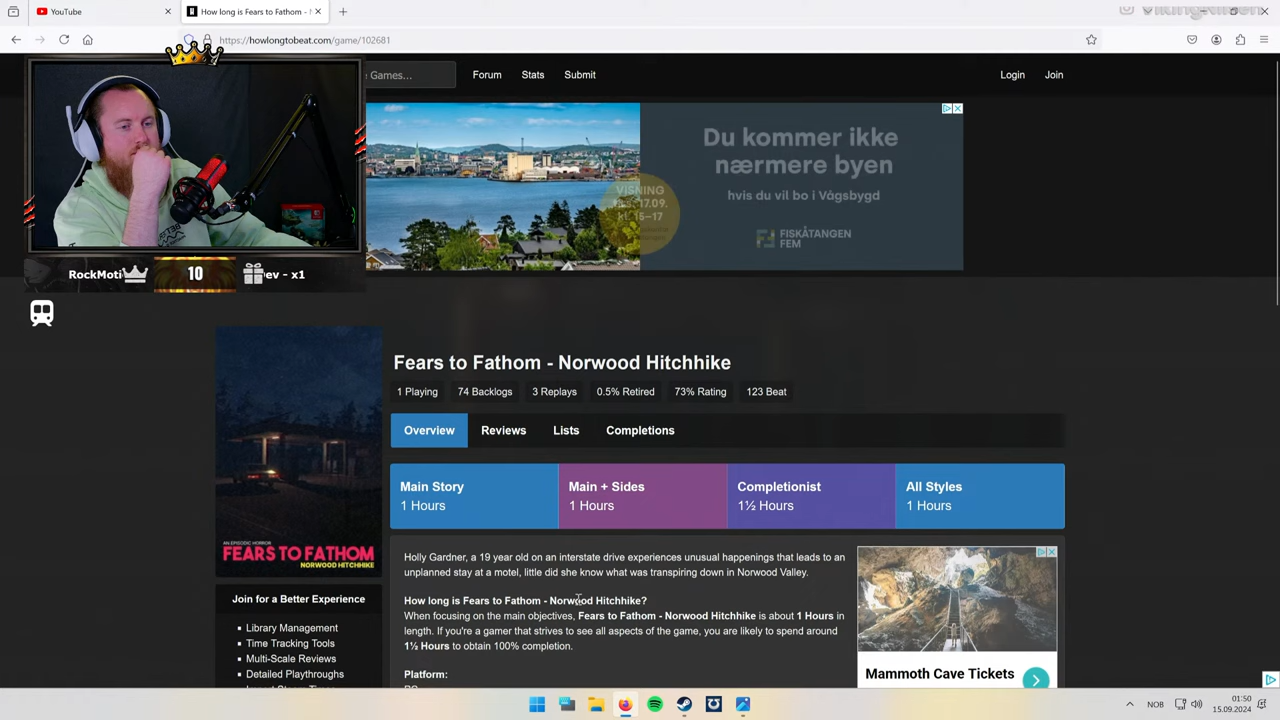 YouTube
How long is Fears to Fathom - N
https://howlongtobeat.com/game/102681
Games...
Forum
Stats
Submit
Login
Join
Du kommer ikke
nærmere byen
hvis du vil bo i Vågsbygd
VISNING
17.09.
kl. 15-17
FISKÅTANGEN
FEM
RockMoti
10
ev - x1
Fears to Fathom - Norwood Hitchhike
1 Playing
74 Backlogs
3 Replays
0.5% Retired
73% Rating
123 Beat
Overview
Reviews
Lists
Completions
Main Story
1 Hours
Main + Sides
1 Hours
Completionist
1½ Hours
All Styles
1 Hours
AN EPISODIC HORROR
FEARS TO FATHOM
NORWOOD HITCHHIKE
Holly Gardner, a 19 year old on an interstate drive experiences unusual happenings that leads to an
unplanned stay at a motel, little did she know what was transpiring down in Norwood Valley.
How long is Fears to Fathom - Norwood Hitchhike?
When focusing on the main objectives, Fears to Fathom - Norwood Hitchhike is about 1 Hours in
length. If you're a gamer that strives to see all aspects of the game, you are likely to spend around
1½ Hours to obtain 100% completion.
Platform:
PC
Join for a Better Experience
Library Management
Time Tracking Tools
Multi-Scale Reviews
Detailed Playthroughs
Mammoth Cave Tickets
NOB
01:50
15.09.2024